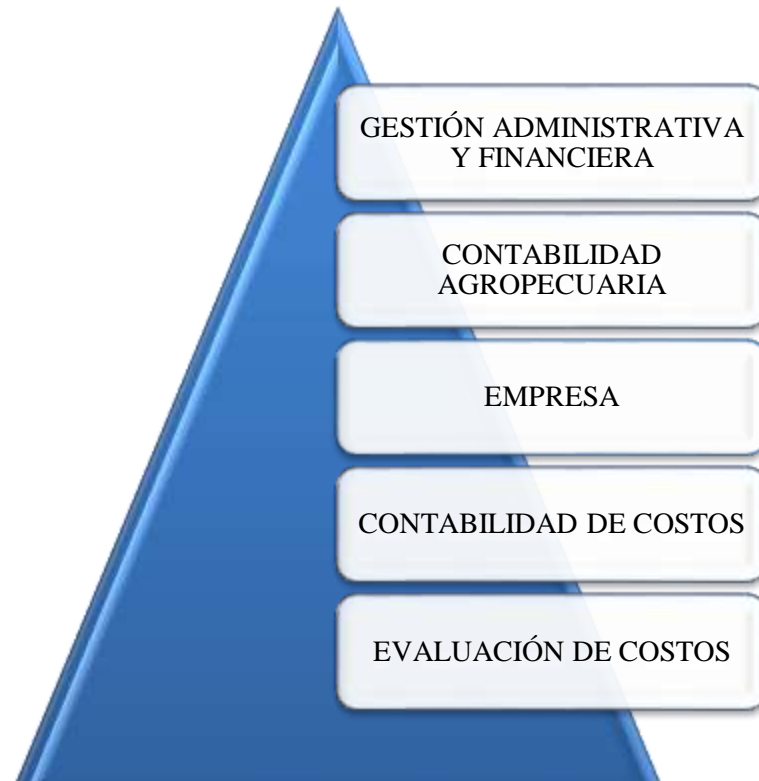 GESTIÓN ADMINISTRATIVA
Y FINANCIERA
CONTABILIDAD
AGROPECUARIA
EMPRESA
CONTABILIDAD DE COSTOS
EVALUACIÓN DE COSTOS